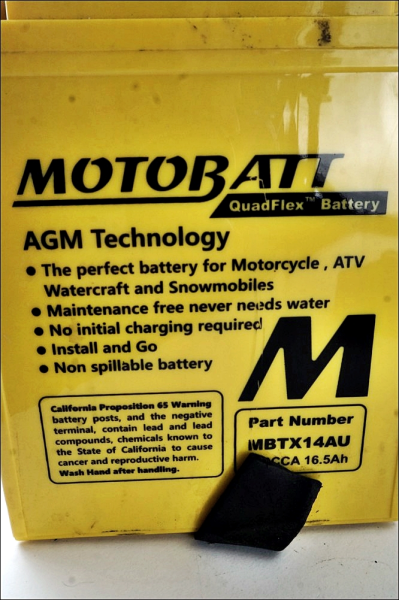 MOTOBATT
QuadFlex™ Battery
AGM Technology
• The perfect battery for Motorcycle , ATV
Watercraft and Snowmobiles
• Maintenance free never needs water
• No initial charging required
• Install and Go
• Non spillable battery
M
California Proposition 65 Warning
battery posts, and the negative
terminal, contain lead and lead
compounds, chemicals known to
the State of California to cause
cancer and reproductive harm.
Wash Hand after handling.
Part Number
MBTX14AU
16.5Ah